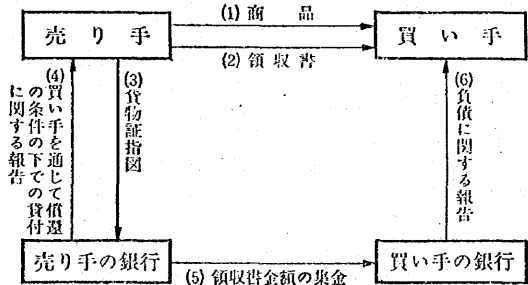 (1) 商品
売り手
買い手
(2) 領収書
(4)買い手を通じて償還
の条件の下での貸付
に関する報告
(3)貨物証指図
(6)負債に関する報告
売り手の銀行
(5) 領収書金額の集金
買い手の銀行